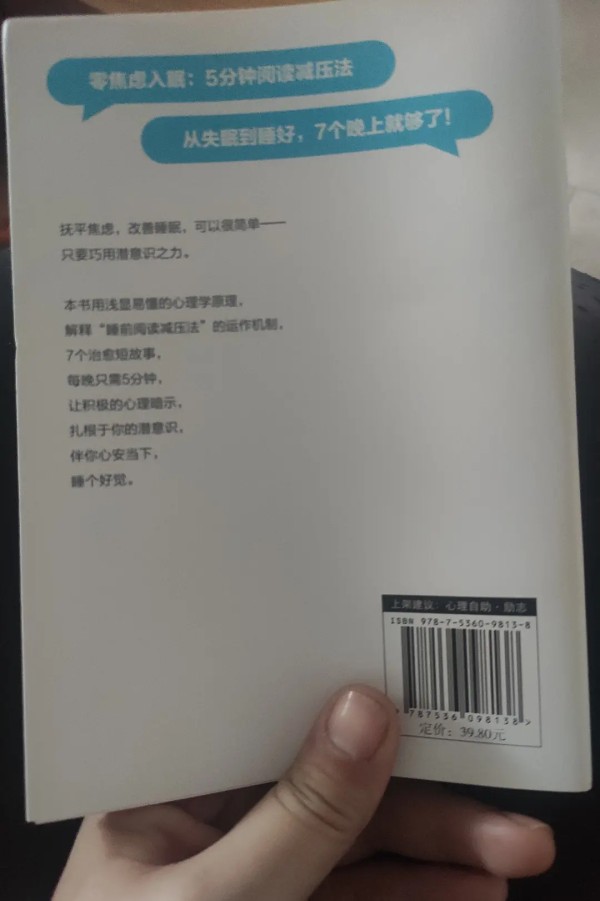 零焦虑入眠：5分钟阅读减压法
从失眠到睡好，7个晚上就够了！
抚平焦虑，改善睡眠，可以很简单——
只要巧用潜意识之力。
本书用浅显易懂的心理学原理，
解释“睡前阅读减压法”的运作机制，
7个治愈短故事，
每晚只需5分钟，
让积极的心理暗示，
扎根于你的潜意识，
伴你心安当下，
睡个好觉。
上架建议：心理自助·励志
ISBN 978-7-5360-9813-8
787536 098138 >
定价：39.80元